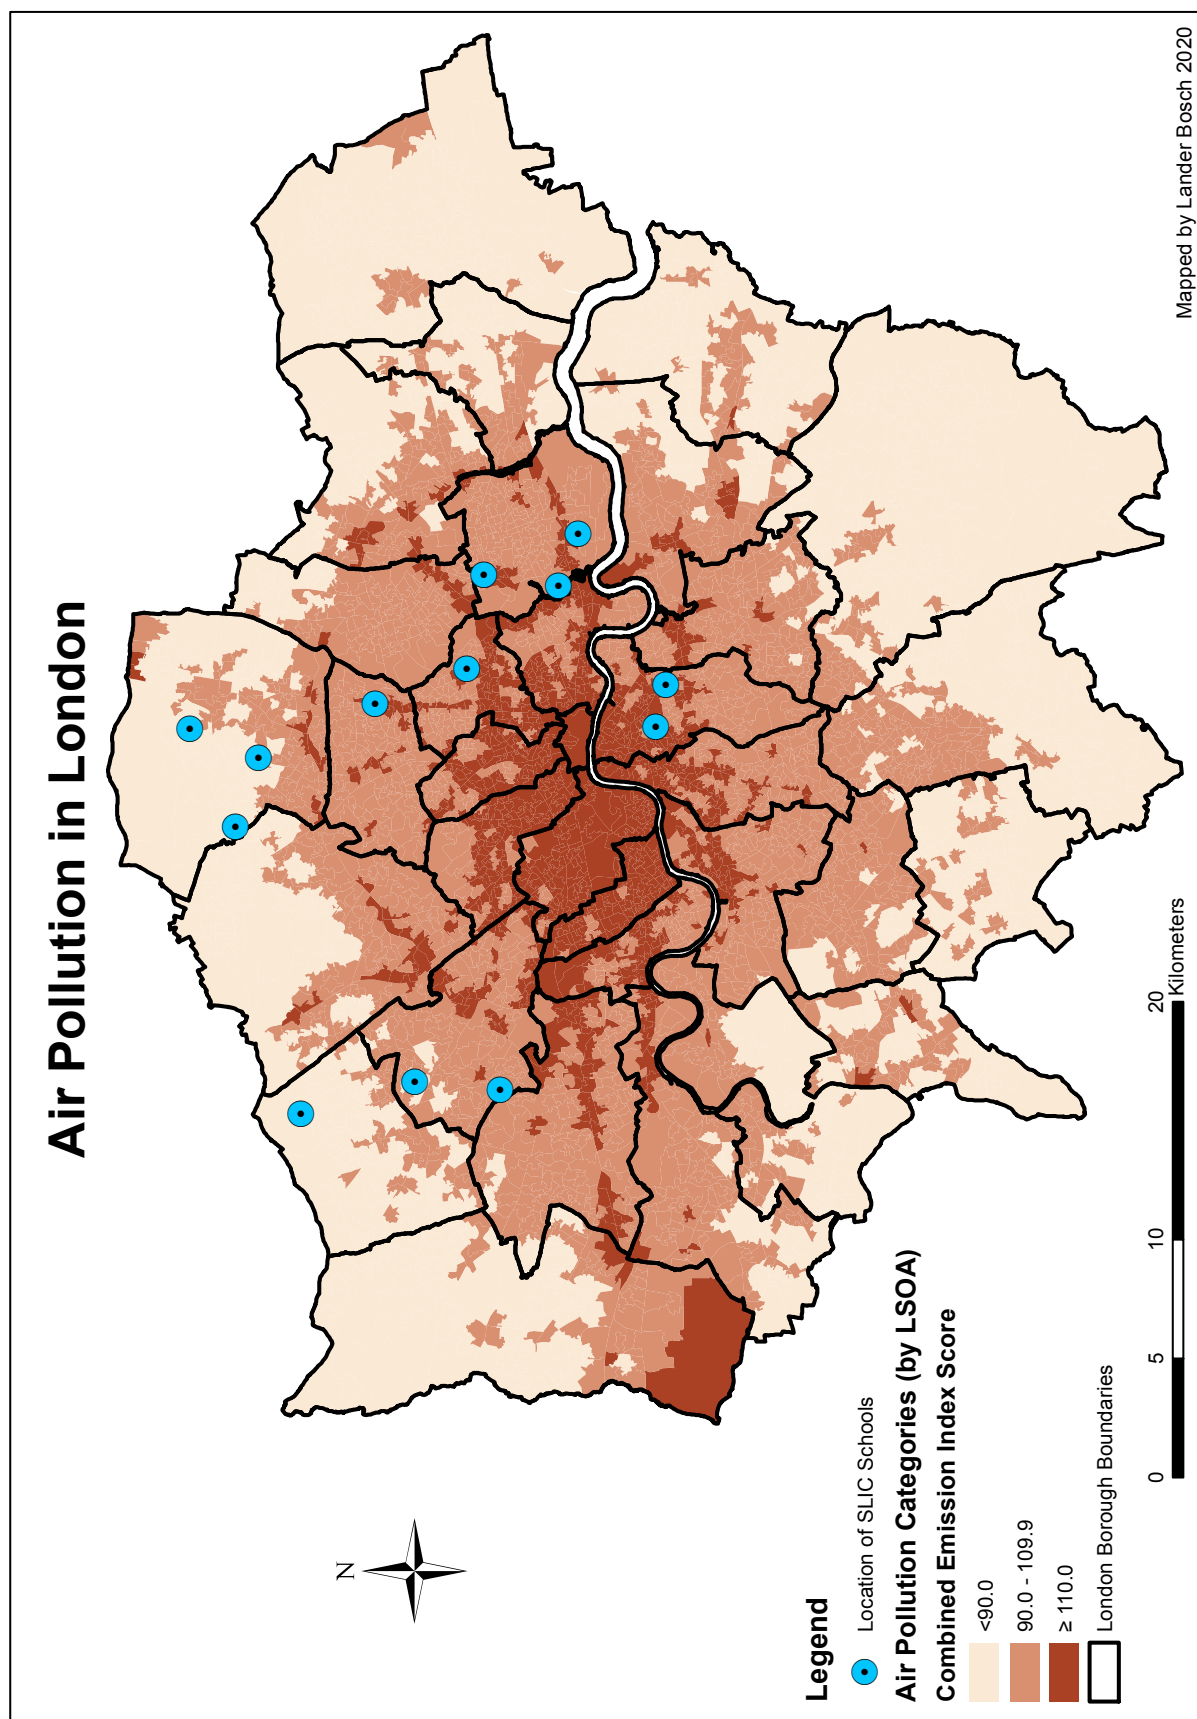 Air Pollution in London
N
Legend
Location of SLIC Schools
Air Pollution Categories (by LSOA)
Combined Emission Index Score
<90.0
90.0 - 109.9
≥ 110.0
London Borough Boundaries
0 5 10 20
Kilometers
Mapped by Lander Bosch 2020